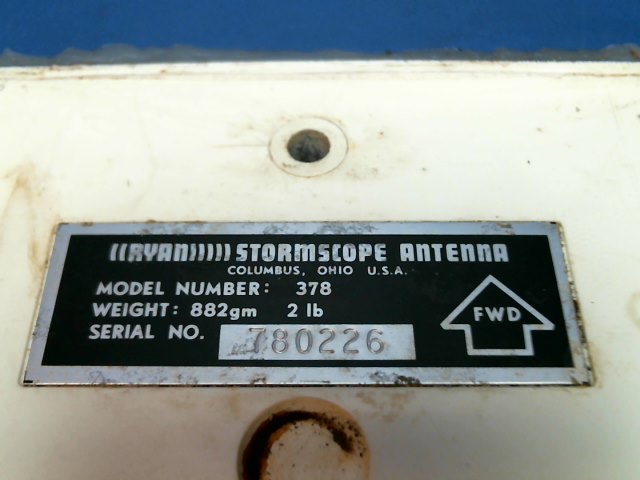 ((RYAN))))) STORMSCOPE ANTENNA
COLUMBUS, OHIO U.S.A.
MODEL NUMBER: 378
WEIGHT: 882gm 2 lb
SERIAL NO. 780226
FWD